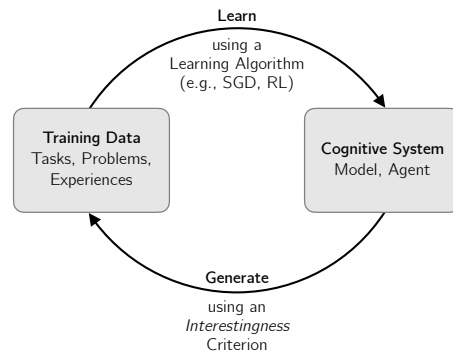 Learn
using a
Learning Algorithm
(e.g., SGD, RL)
Training Data
Tasks, Problems,
Experiences
Cognitive System
Model, Agent
Generate
using an
Interestingness
Criterion